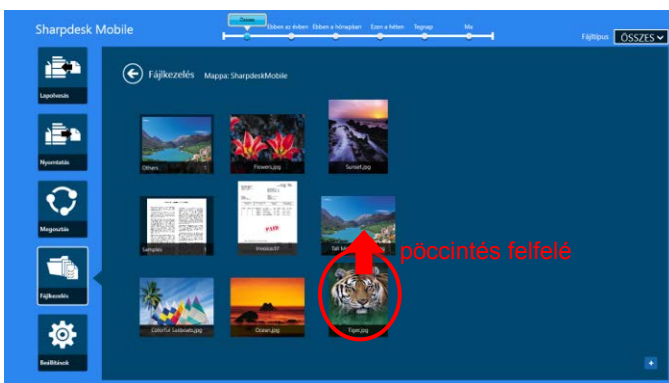 Sharpdesk Mobile
Összes
Ebben az évben
Ebben a hónapban
Ezen a héten
Tegnap
Ma
Fájltípus
ÖSSZES
Lapolvasás
Nyomtatás
Megosztás
Fájlkezelés
Beállítások
Fájlkezelés Mappa: SharpdeskMobile
Others
Flowers.jpg
Sunset.jpg
Samples
PAID
pöccintés felfelé
Colorful Sailboats.jpg
Ocean.jpg
Tiger.jpg